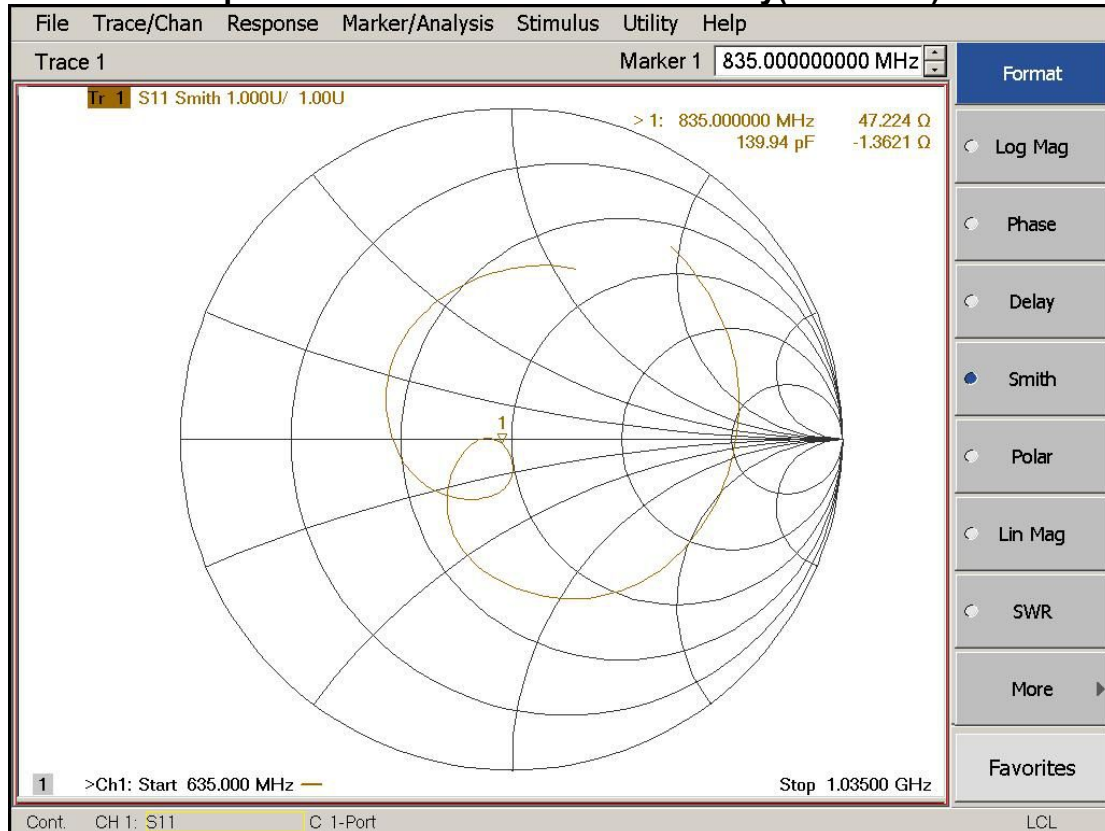 File Trace/Chan Response Marker/Analysis Stimulus Utility Help
Trace 1 Marker 1 835.000000000 MHz
Format
Tr 1 S11 Smith 1.000U/ 1.00U
> 1: 835.000000 MHz 47.224 Ω
139.94 pF -1.3621 Ω
Log Mag
Phase
Delay
Smith
1
Polar
Lin Mag
SWR
More
Favorites
1 >Ch1: Start 635.000 MHz — Stop 1.03500 GHz
Cont. CH 1: S11 C 1-Port LCL